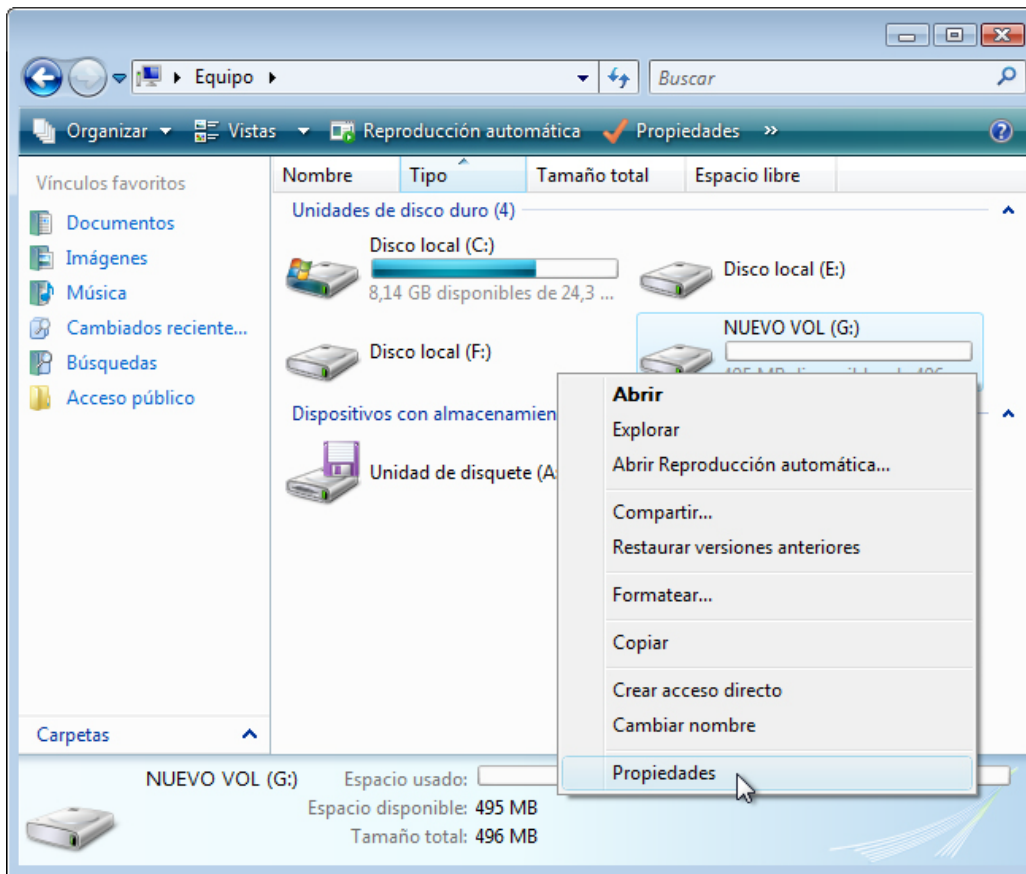 Equipo
Buscar
Organizar Vistas Reproducción automática Propiedades »
Vínculos favoritos
Documentos
Imágenes
Música
Cambiados reciente...
Búsquedas
Acceso público
Carpetas
Nombre Tipo Tamaño total Espacio libre
Unidades de disco duro (4)
Disco local (C:)
8,14 GB disponibles de 24,3 ...
Disco local (E:)
Disco local (F:)
NUEVO VOL (G:)
Dispositivos con almacenamien
Unidad de disquete (A:
Abrir
Explorar
Abrir Reproducción automática...
Compartir...
Restaurar versiones anteriores
Formatear...
Copiar
Crear acceso directo
Cambiar nombre
Propiedades
NUEVO VOL (G:) Espacio usado:
Espacio disponible: 495 MB
Tamaño total: 496 MB